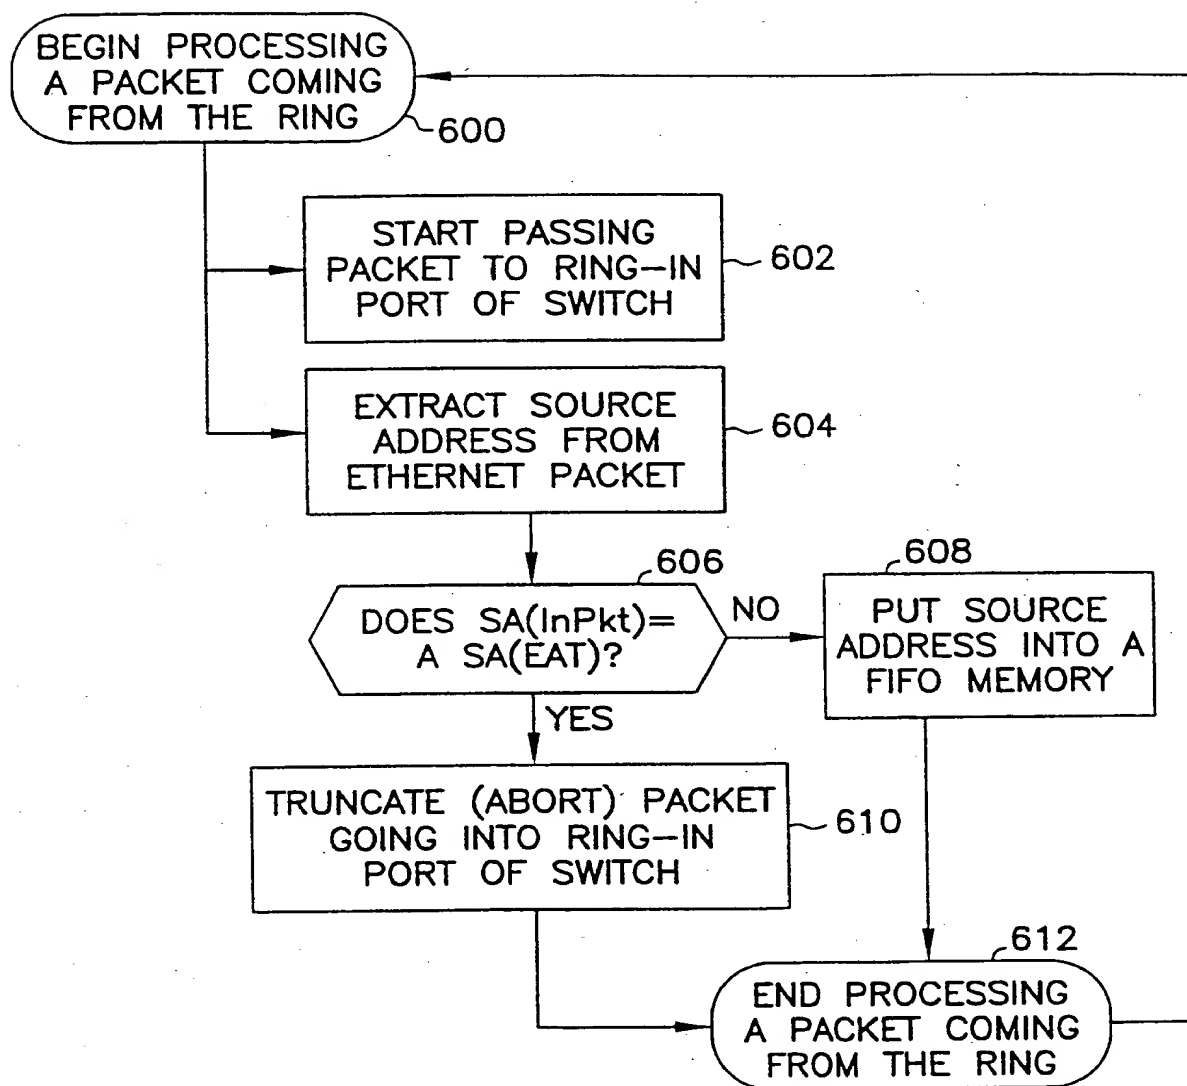 BEGIN PROCESSING
A PACKET COMING
FROM THE RING
600
START PASSING
PACKET TO RING–IN
PORT OF SWITCH
602
EXTRACT SOURCE
ADDRESS FROM
ETHERNET PACKET
604
606
DOES SA(InPkt)=
A SA(EAT)?
NO
YES
608
PUT SOURCE
ADDRESS INTO A
FIFO MEMORY
TRUNCATE (ABORT) PACKET
GOING INTO RING–IN
PORT OF SWITCH
610
612
END PROCESSING
A PACKET COMING
FROM THE RING